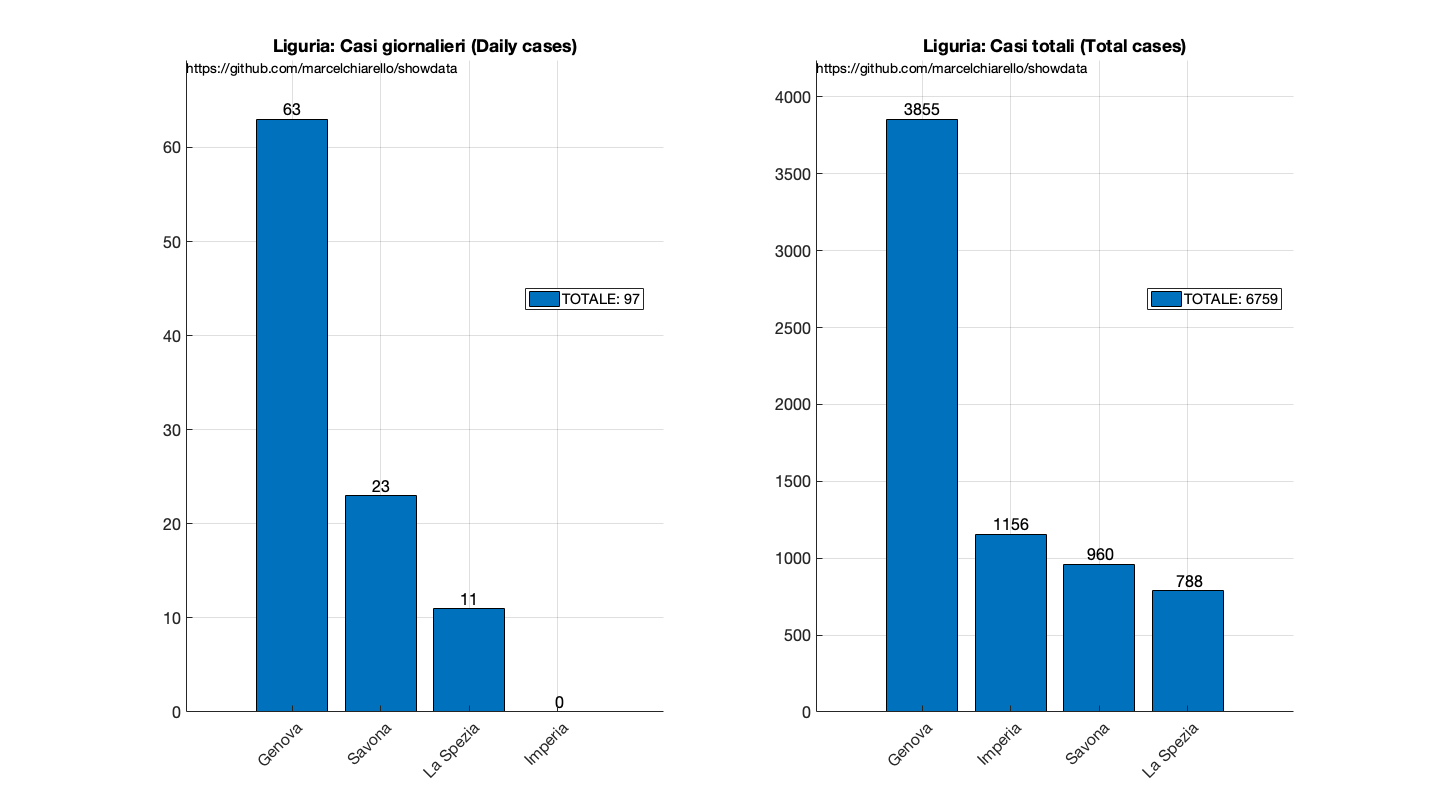 Liguria: Casi giornalieri (Daily cases)
https://github.com/marcelchiarello/showdata
63
60
50
TOTALE: 97
40
30
23
20
11
10
0
0
Genova
Savona
La Spezia
Imperia
Liguria: Casi totali (Total cases)
https://github.com/marcelchiarello/showdata
4000
3855
3500
3000
TOTALE: 6759
2500
2000
1500
1156
1000
960
788
500
0
Genova
Imperia
Savona
La Spezia